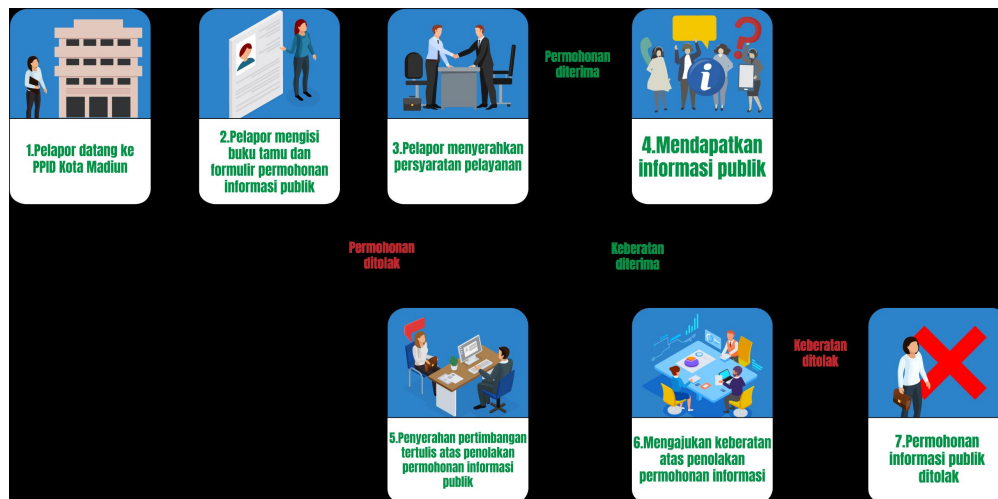 1.Pelapor datang ke
PPID Kota Madiun
2.Pelapor mengisi
buku tamu dan
formulir permohonan
informasi publik
3.Pelapor menyerahkan
persyaratan pelayanan
Permohonan
diterima
4.Mendapatkan
informasi publik
Permohonan
ditolak
Keberatan
diterima
5.Penyerahan pertimbangan
tertulis atas penolakan
permohonan informasi
publik
6.Mengajukan keberatan
atas penolakan
permohonan informasi
Keberatan
ditolak
7.Permohonan
informasi publik
ditolak